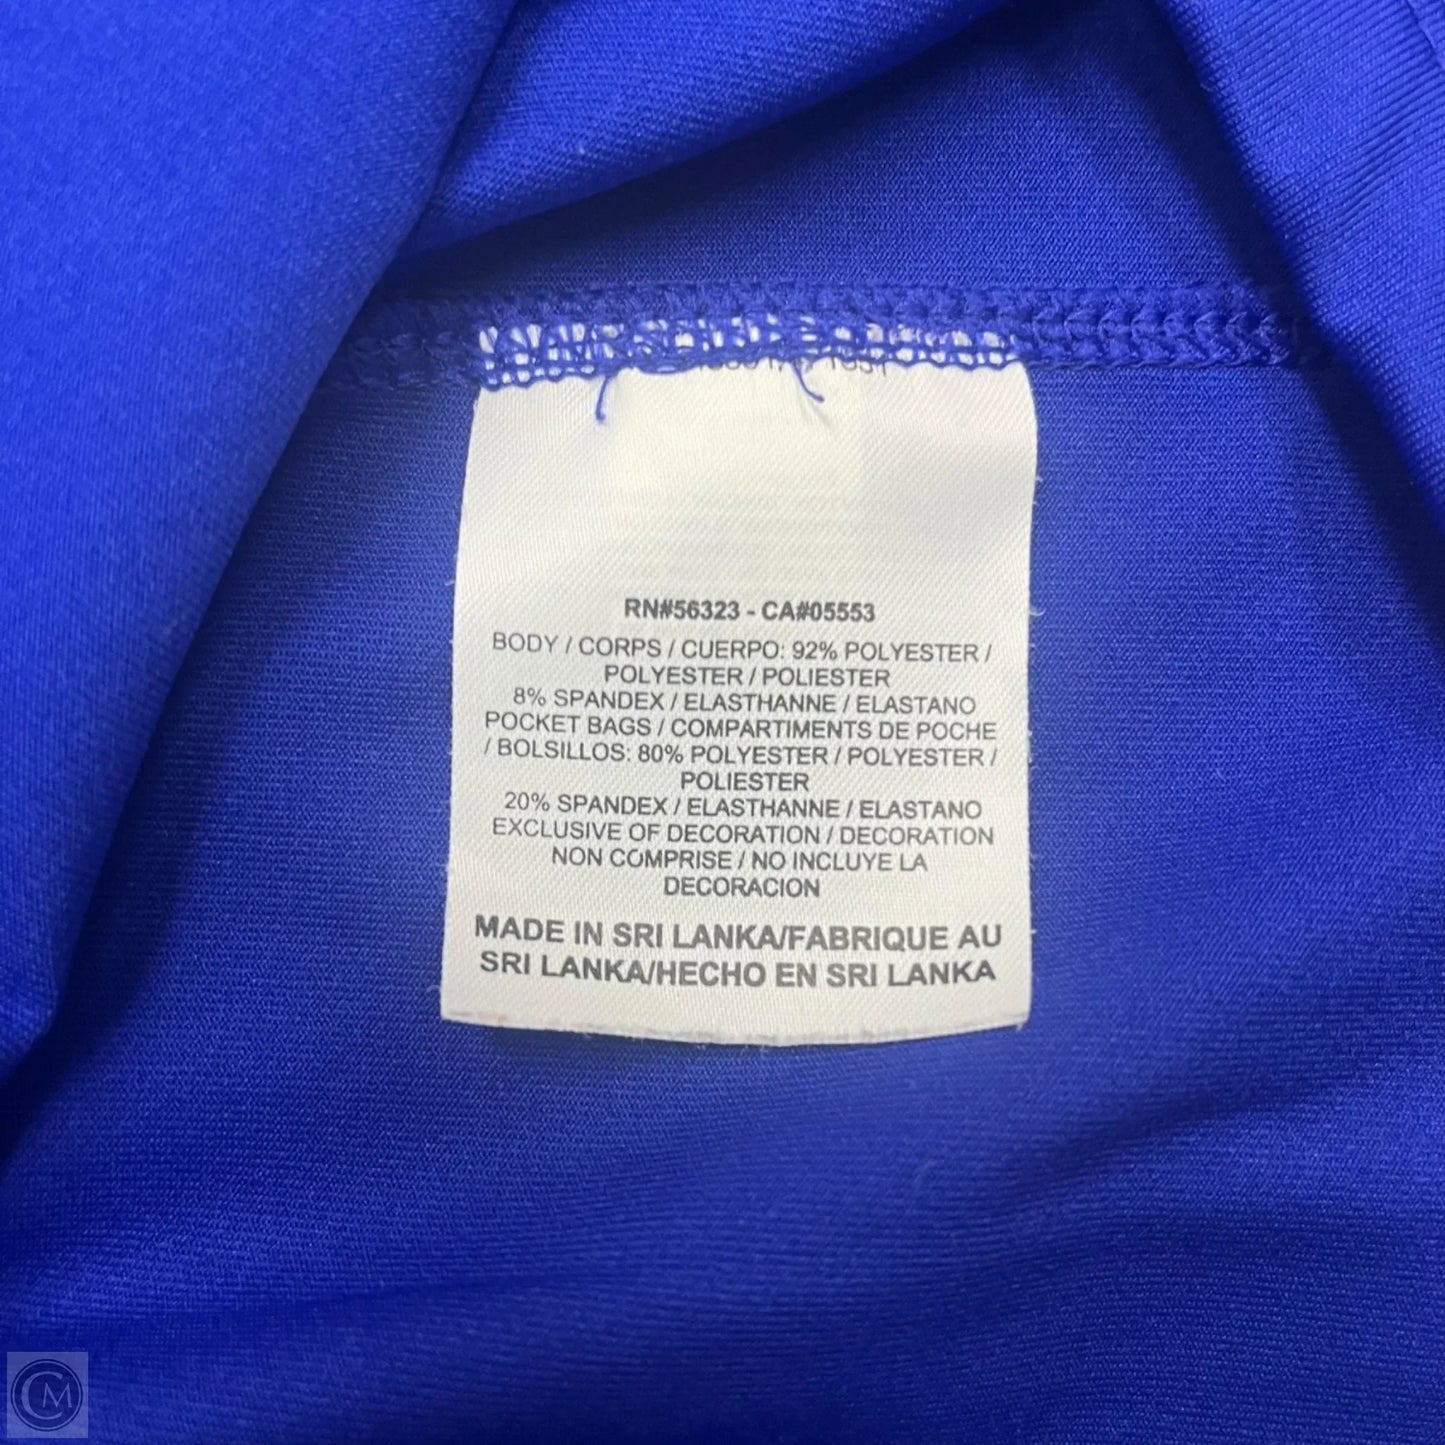 RN#56323 - CA#05553
BODY / CORPS / CUERPO: 92% POLYESTER /
POLYESTER / POLIESTER
8% SPANDEX / ELASTHANNE / ELASTANO
POCKET BAGS / COMPARTIMENTS DE POCHE
/ BOLSILLOS: 80% POLYESTER / POLYESTER /
POLIESTER
20% SPANDEX / ELASTHANNE / ELASTANO
EXCLUSIVE OF DECORATION / DECORATION
NON COMPRISE / NO INCLUYE LA
DECORACION
MADE IN SRI LANKA/FABRIQUE AU
SRI LANKA/HECHO EN SRI LANKA
CM